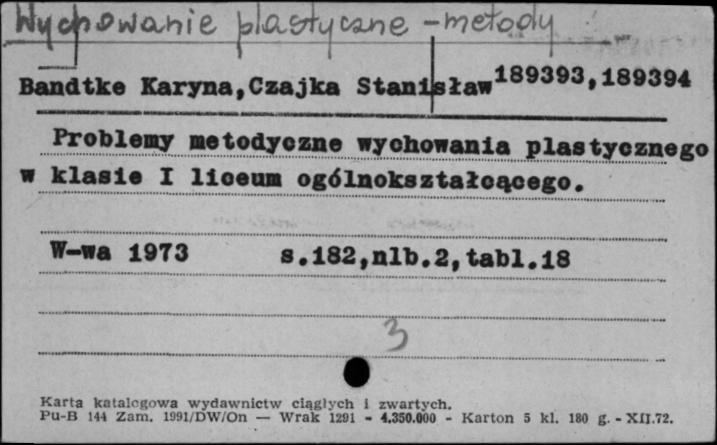 Wychowanie plastyczne - metody
Bandtke Karyna,Czajka Stanisław 189393,189394
Problemy metodyczne wychowania plastycznego
w klasie I liceum ogólnokształcącego.
W-wa 1973 s.182,nlb.2,tabl.18
3
Karta katalogowa wydawnictw ciągłych i zwartych.
Pu-B 144 Zam. 1991/DW/On — Wrak 1291 - 4.350.000 - Karton 5 kl. 180 g. - XII.72.